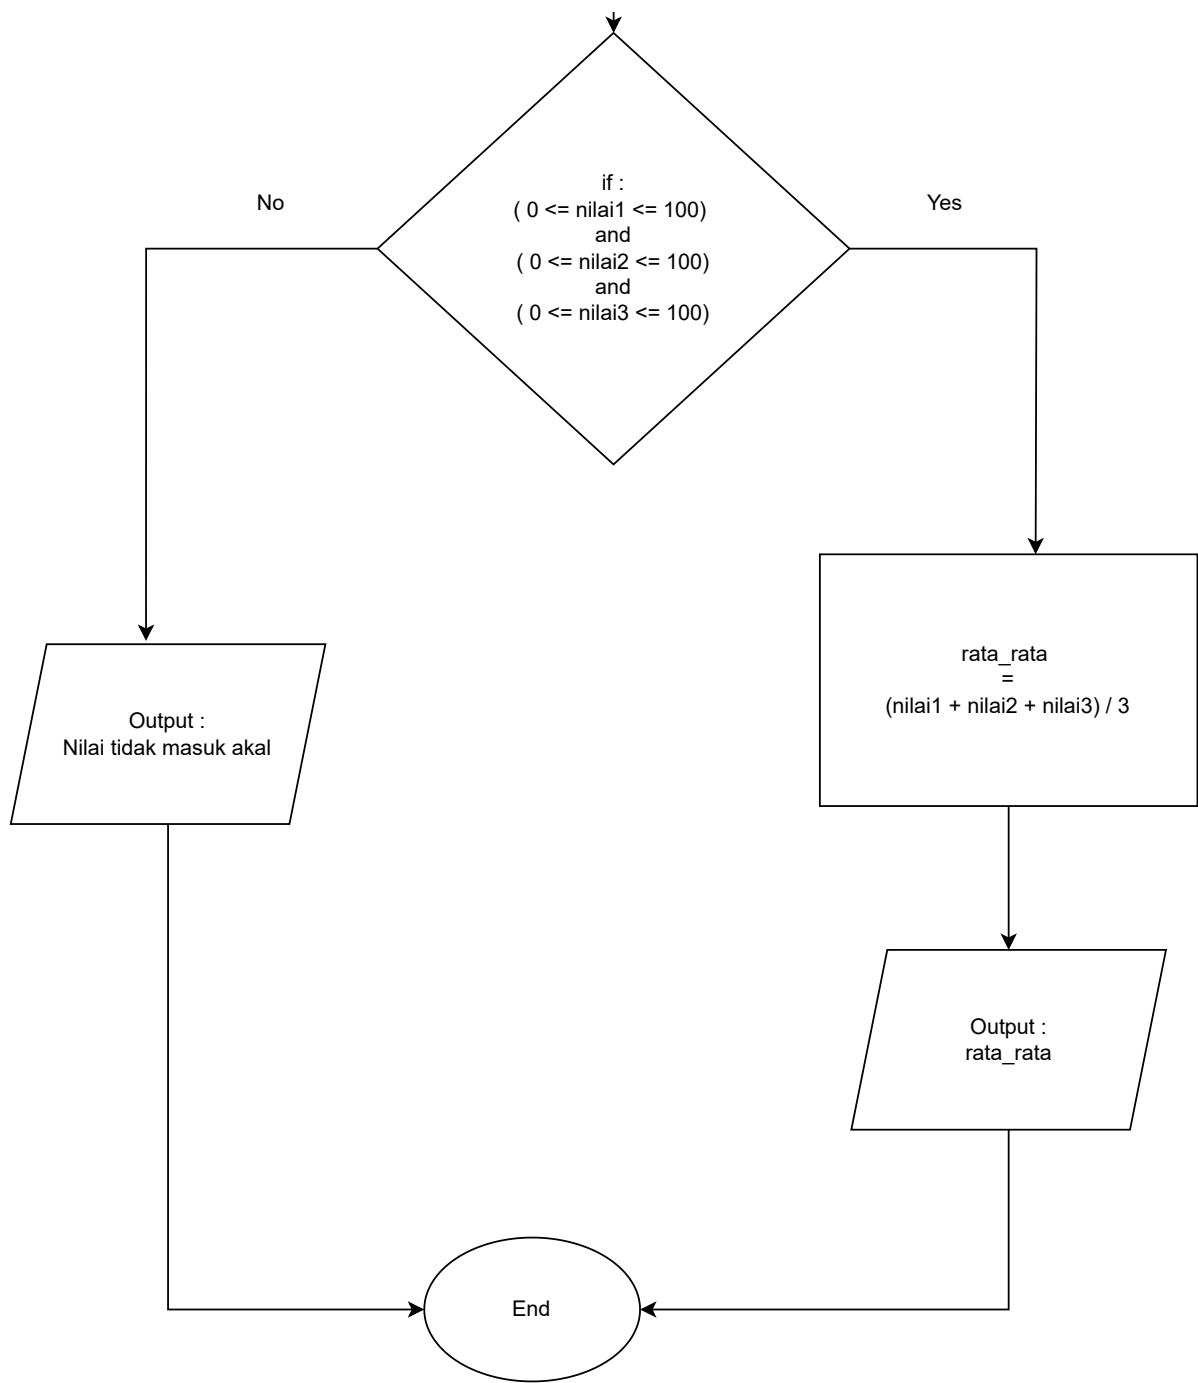 No
Yes
if :
( 0 <= nilai1 <= 100)
and
( 0 <= nilai2 <= 100)
and
( 0 <= nilai3 <= 100)
rata_rata
=
(nilai1 + nilai2 + nilai3) / 3
Output :
Nilai tidak masuk akal
Output :
rata_rata
End